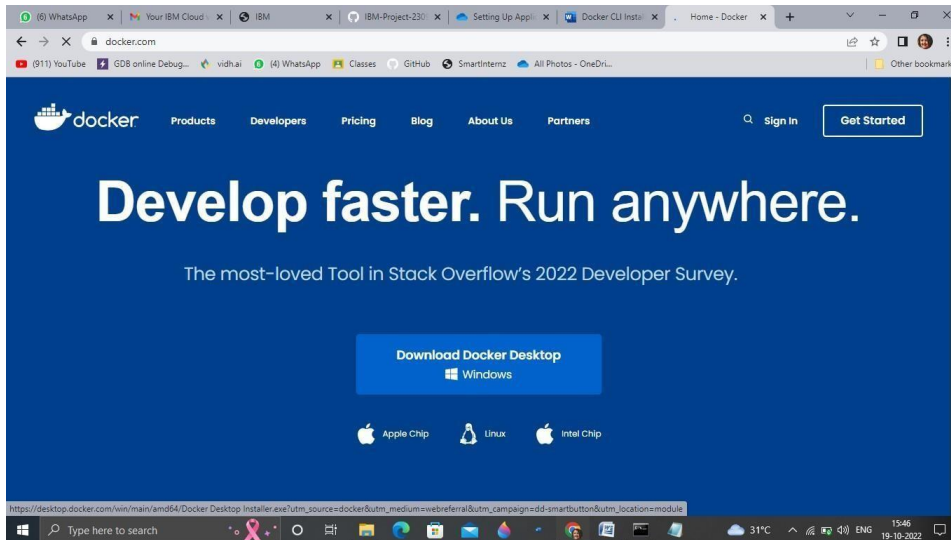 (6) WhatsApp
Your IBM Cloud
IBM
IBM-Project-230
Setting Up Appli
Docker CLI Insta
Home - Docker
docker.com
(911) YouTube
GDB online Debug...
vidh.ai
(4) WhatsApp
Classes
GitHub
SmartInternz
All Photos - OneDri...
Other bookmark
docker
Products
Developers
Pricing
Blog
About Us
Partners
Sign In
Get Started
Develop faster. Run anywhere.
The most-loved Tool in Stack Overflow's 2022 Developer Survey.
Download Docker Desktop
Windows
Apple Chip
Linux
Intel Chip
https://desktop.docker.com/win/main/amd64/Docker Desktop Installer.exe?utm_source=docker&utm_medium=webreferral&utm_campaign=dd-smartbutton&utm_location=module
Type here to search
31°C
ENG
15:46
19-10-2022